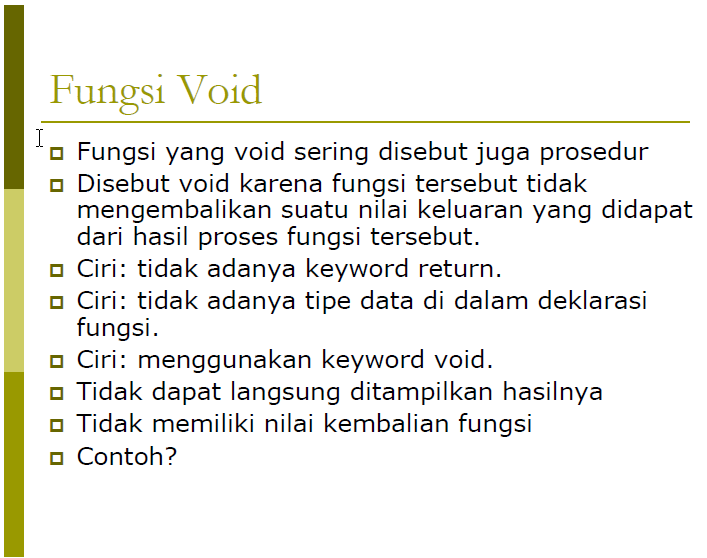 Fungsi Void
Fungsi yang void sering disebut juga prosedur
Disebut void karena fungsi tersebut tidak
mengembalikan suatu nilai keluaran yang didapat
dari hasil proses fungsi tersebut.
Ciri: tidak adanya keyword return.
Ciri: tidak adanya tipe data di dalam deklarasi
fungsi.
Ciri: menggunakan keyword void.
Tidak dapat langsung ditampilkan hasilnya
Tidak memiliki nilai kembalian fungsi
Contoh?